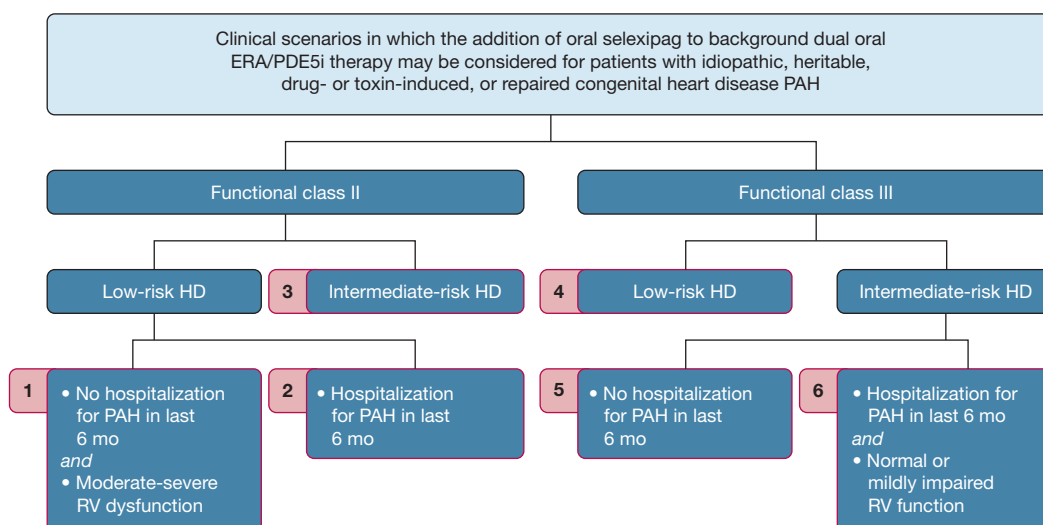 Clinical scenarios in which the addition of oral selexipag to background dual oral
ERA/PDE5i therapy may be considered for patients with idiopathic, heritable,
drug- or toxin-induced, or repaired congenital heart disease PAH
Functional class II
Functional class III
Low-risk HD
3
Intermediate-risk HD
4
Low-risk HD
Intermediate-risk HD
1
• No hospitalization
for PAH in last
6 mo
and
• Moderate-severe
RV dysfunction
2
• Hospitalization
for PAH in last
6 mo
5
• No hospitalization
for PAH in last
6 mo
6
• Hospitalization for
PAH in last 6 mo
and
• Normal or
mildly impaired
RV function